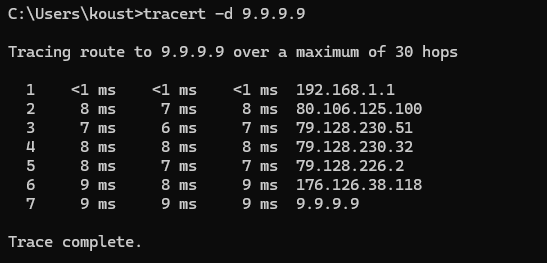 C:\Users\koust>tracert -d 9.9.9.9
Tracing route to 9.9.9.9 over a maximum of 30 hops
1 <1 ms <1 ms <1 ms 192.168.1.1
2 8 ms 7 ms 8 ms 80.106.125.100
3 7 ms 6 ms 7 ms 79.128.230.51
4 8 ms 8 ms 8 ms 79.128.230.32
5 8 ms 7 ms 7 ms 79.128.226.2
6 9 ms 8 ms 9 ms 176.126.38.118
7 9 ms 9 ms 9 ms 9.9.9.9
Trace complete.